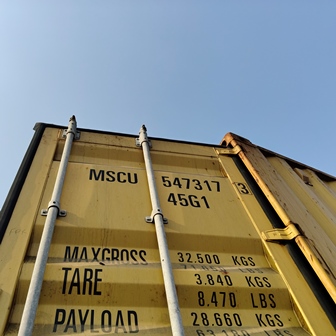 MSCU 547317 3
45G1
MAXGROSS 32.500 KGS
TARE 3.840 KGS
8.470 LBS
PAYLOAD 28.660 KGS